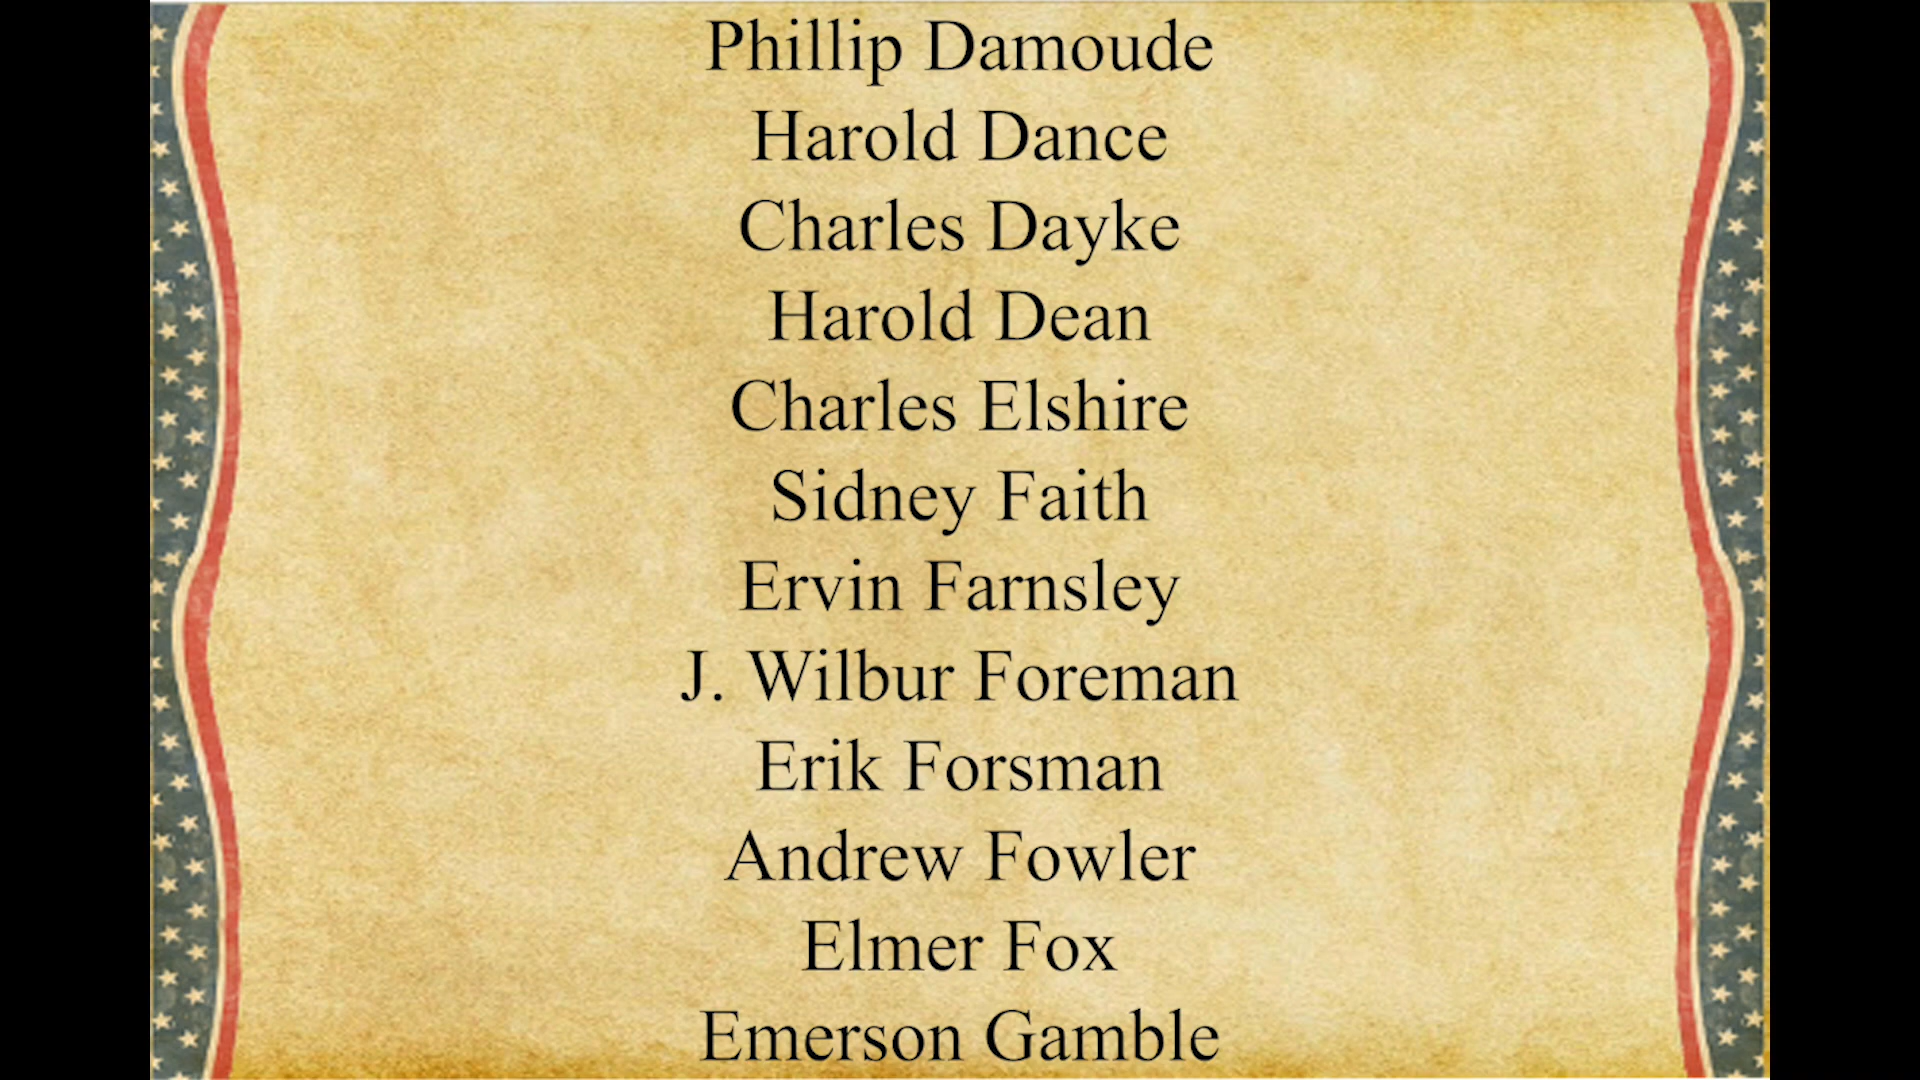 Phillip Damoude
Harold Dance
Charles Dayke
Harold Dean
Charles Elshire
Sidney Faith
Ervin Farnsley
J. Wilbur Foreman
Erik Forsman
Andrew Fowler
Elmer Fox
Emerson Gamble